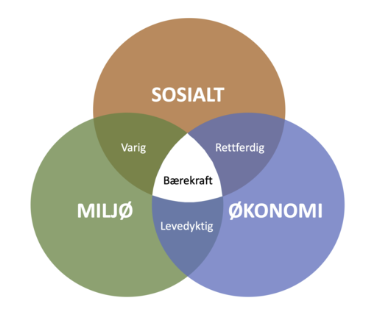 SOSIALT
Varig
Rettferdig
Bærekraft
MILJØ
ØKONOMI
Levedyktig